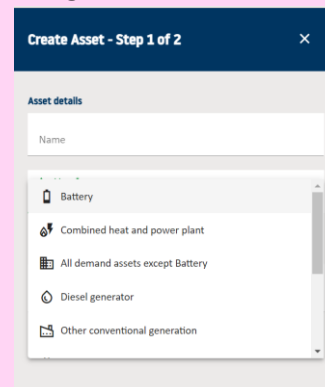 Create Asset - Step 1 of 2
Asset details
Name
Battery
Combined heat and power plant
All demand assets except Battery
Diesel generator
Other conventional generation